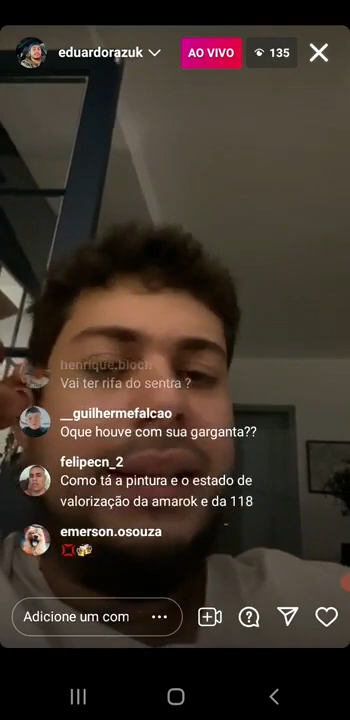 eduardorazuk
AO VIVO
135
henrique.bloch
Vai ter rifa do sentra ?
__guilhermefalcao
Oque houve com sua garganta??
felipecn_2
Como tá a pintura e o estado de
valorização da amarok e da 118
emerson.osouza
Adicione um com